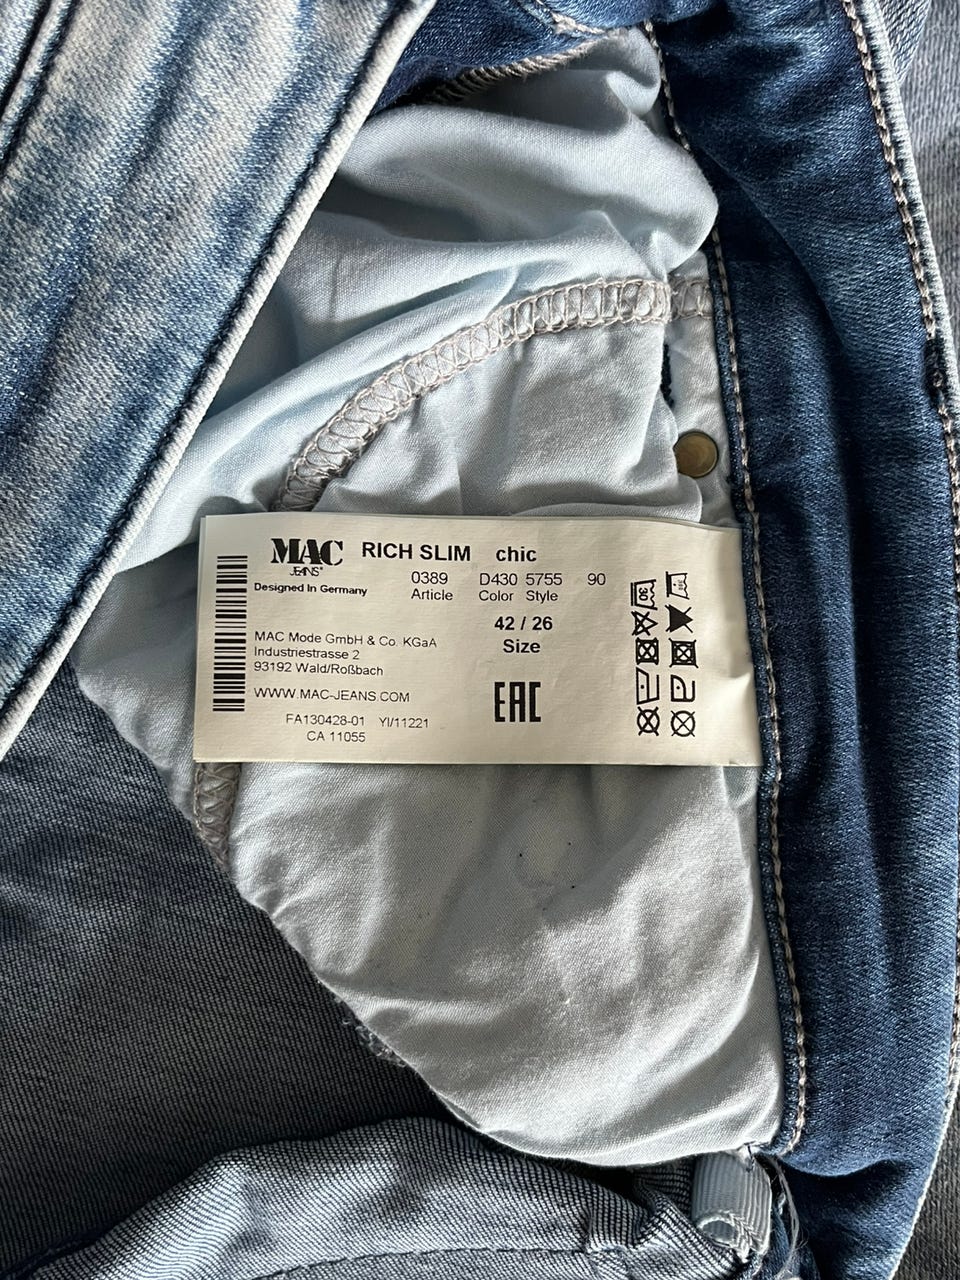 MAC RICH SLIM chic
JEANS®
Designed In Germany
0389 D430 5755 90
Article Color Style
42 / 26
Size
MAC Mode GmbH & Co. KGaA
Industriestrasse 2
93192 Wald/Roßbach
WWW.MAC-JEANS.COM
FA130428-01 YI/11221
CA 11055
EAC
30